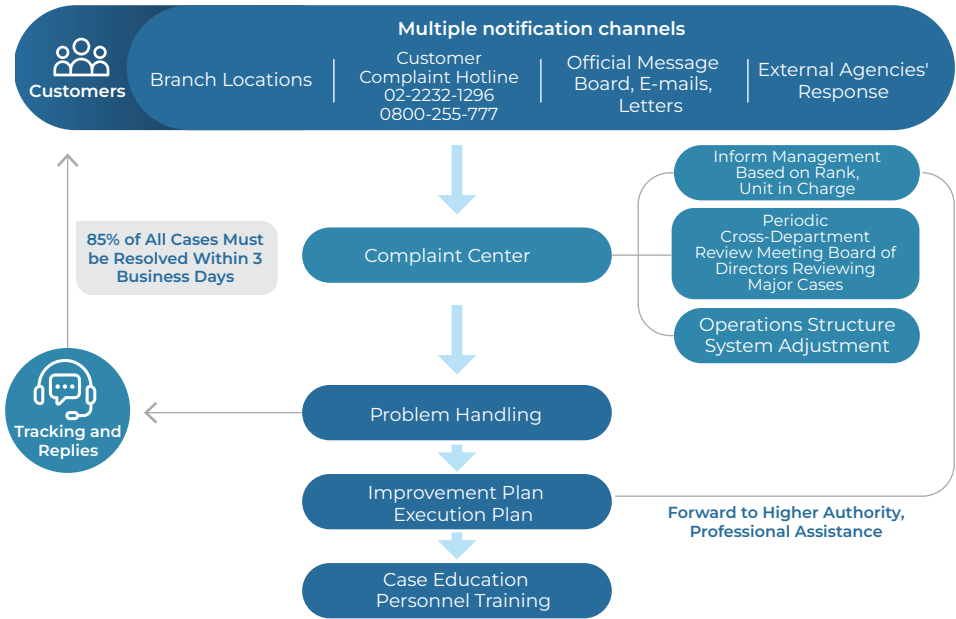 Multiple notification channels
Customers
Branch Locations
Customer
Complaint Hotline
02-2232-1296
0800-255-777
Official Message
Board, E-mails,
Letters
External Agencies'
Response
Inform Management
Based on Rank,
Unit in Charge
85% of All Cases Must
be Resolved Within 3
Business Days
Complaint Center
Periodic
Cross-Department
Review Meeting Board of
Directors Reviewing
Major Cases
Operations Structure
System Adjustment
Tracking and
Replies
Problem Handling
Improvement Plan
Execution Plan
Forward to Higher Authority,
Professional Assistance
Case Education
Personnel Training